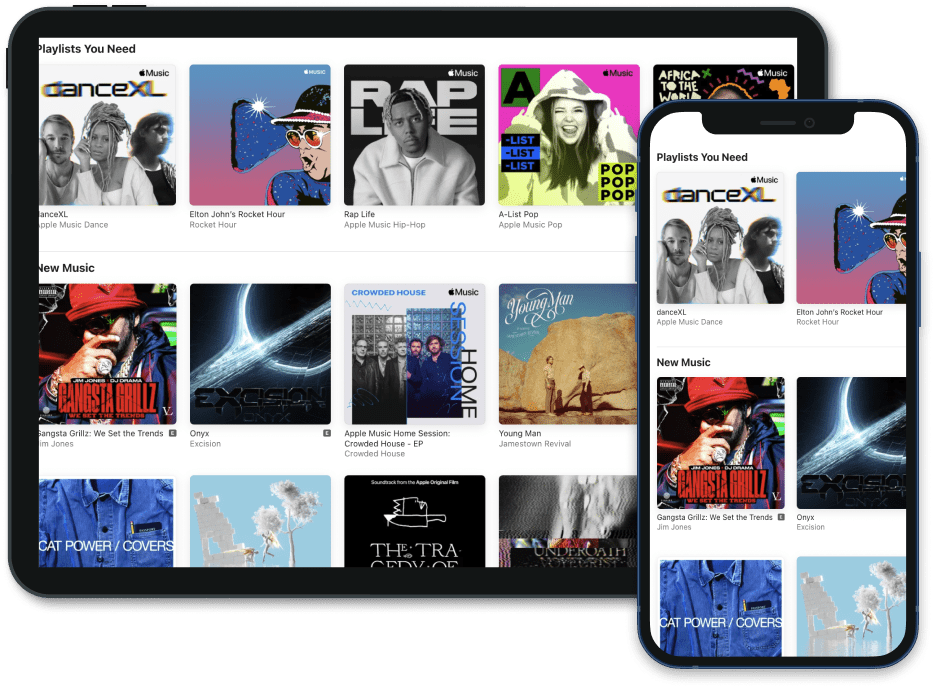 Playlists You Need
Music
danceXL
danceXL
Apple Music Dance
MUSIC
Elton John's Rocket Hour
Rocket Hour
Music
RAP
LIFE
Rap Life
Apple Music Hip-Hop
Music
A
-LIST
-LIST
-LIST
POP
POP
POP
A-List Pop
Apple Music Pop
Music
AFRICA
TO THE
WORLD
New Music
JIM JONES · DJ DRAMA
GANGSTA GRILLZ
WE SET THE TRENDS
Gangsta Grillz: We Set the Trends E
Jim Jones
EXCISION
ONYX
Onyx E
Excision
CROWDED HOUSE
Music
HOME
SESSION
Apple Music Home Session:
Crowded House - EP
Crowded House
Young Man
Young Man
Jamestown Revival
CAT POWER / COVERS
Soundtrack from the Apple Original Film
THE TRA
GEDY OF
UNDEROATH
VOYEURIST
Playlists You Need
Music
danceXL
danceXL
Apple Music Dance
Elton John's Rocket Hour
Rocket Hour
New Music
JIM JONES · DJ DRAMA
GANGSTA GRILLZ
WE SET THE TRENDS
Gangsta Grillz: We Set the Trends E
Jim Jones
EXCISION
Onyx
Excision
CAT POWER / COVERS